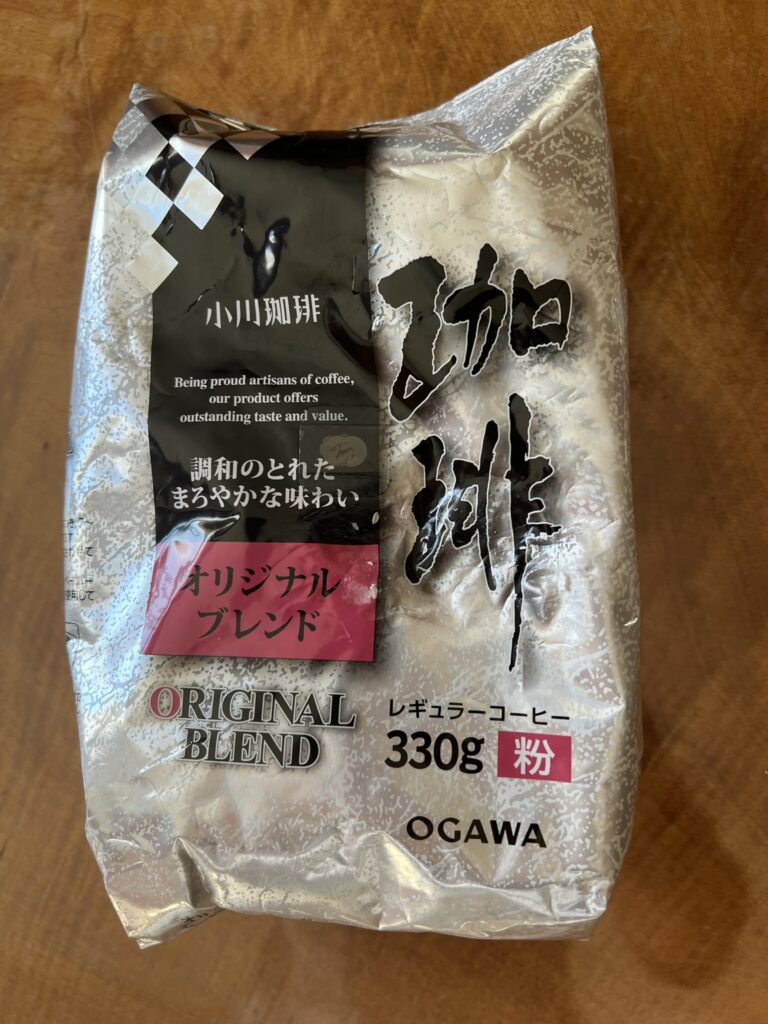 小川珈琲
Being proud artisans of coffee,
our product offers
outstanding taste and value.
調和のとれた
まろやかな味わい
オリジナル
ブレンド
ORIGINAL
BLEND
珈琲
レギュラーコーヒー
330g 粉
OGAWA